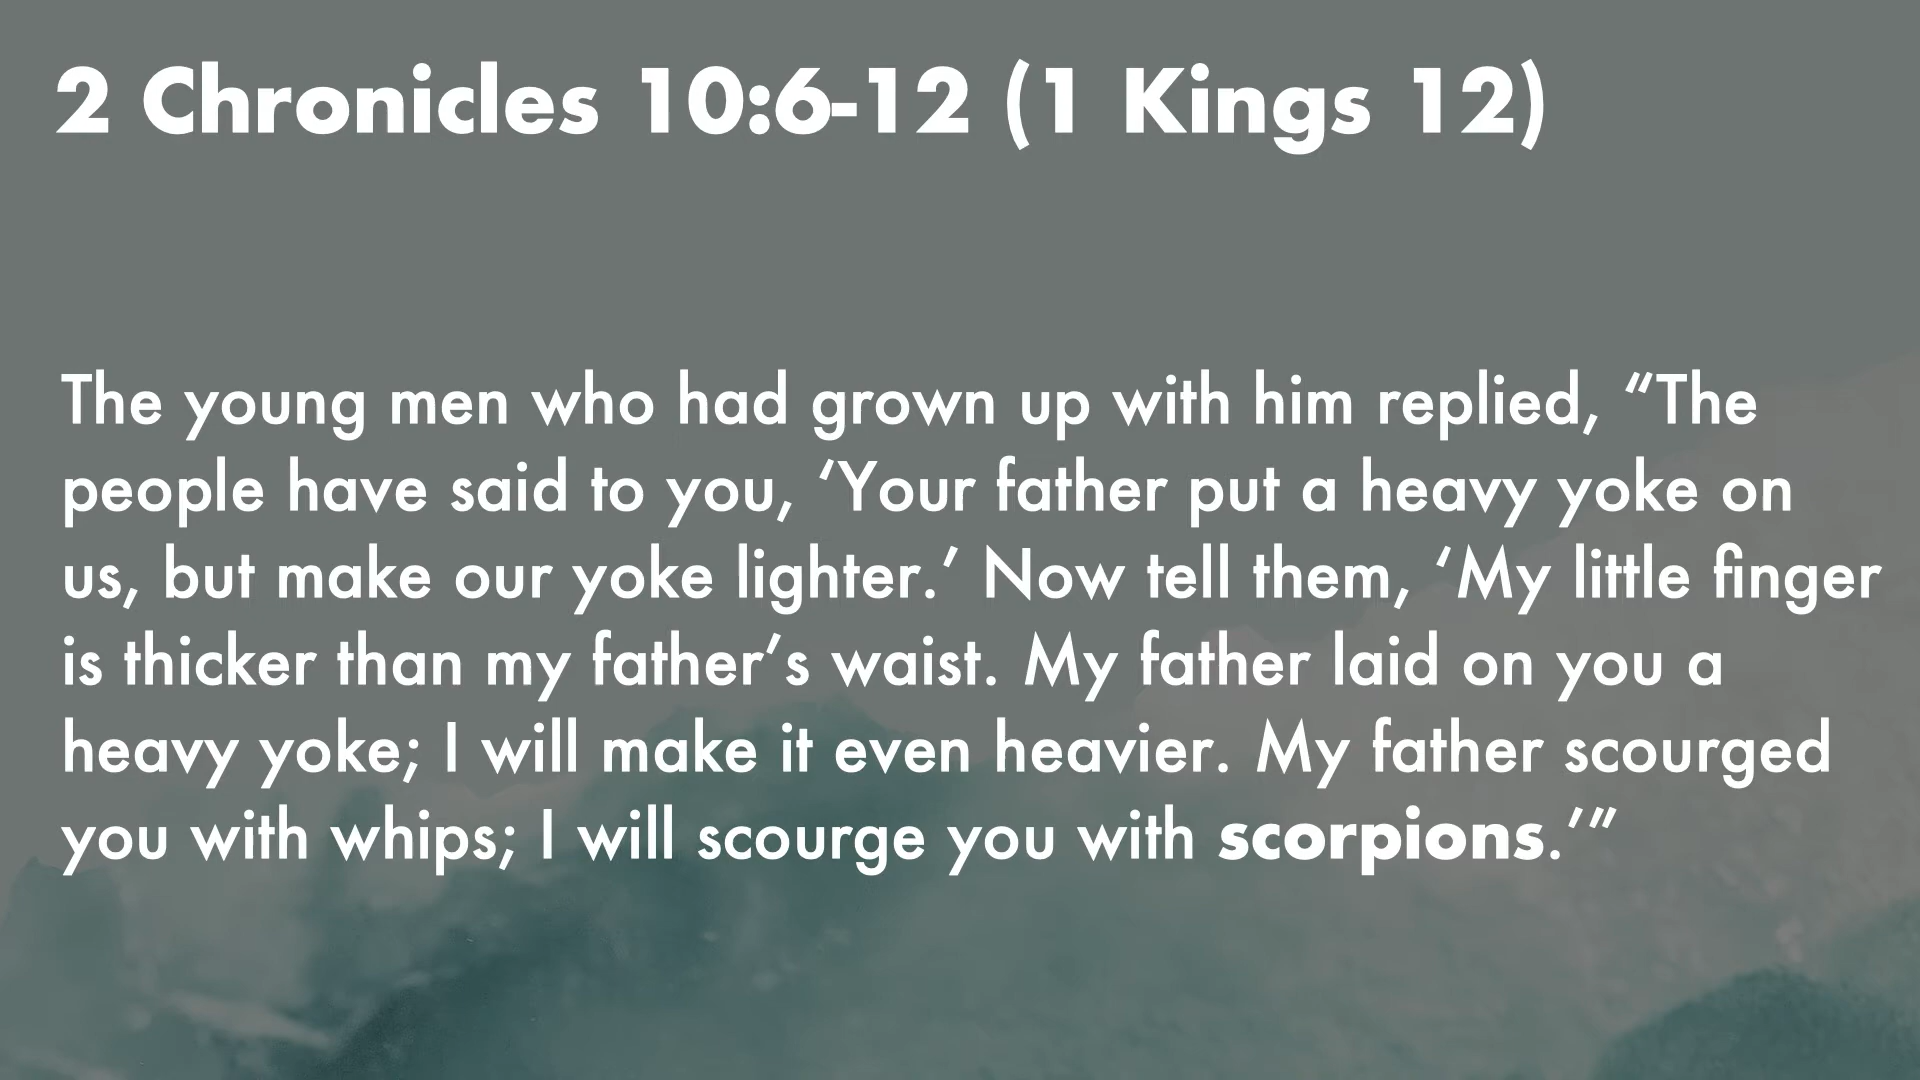 2 Chronicles 10:6-12 (1 Kings 12)
The young men who had grown up with him replied, “The
people have said to you, ‘Your father put a heavy yoke on
us, but make our yoke lighter.’ Now tell them, ‘My little finger
is thicker than my father’s waist. My father laid on you a
heavy yoke; I will make it even heavier. My father scourged
you with whips; I will scourge you with scorpions.’”